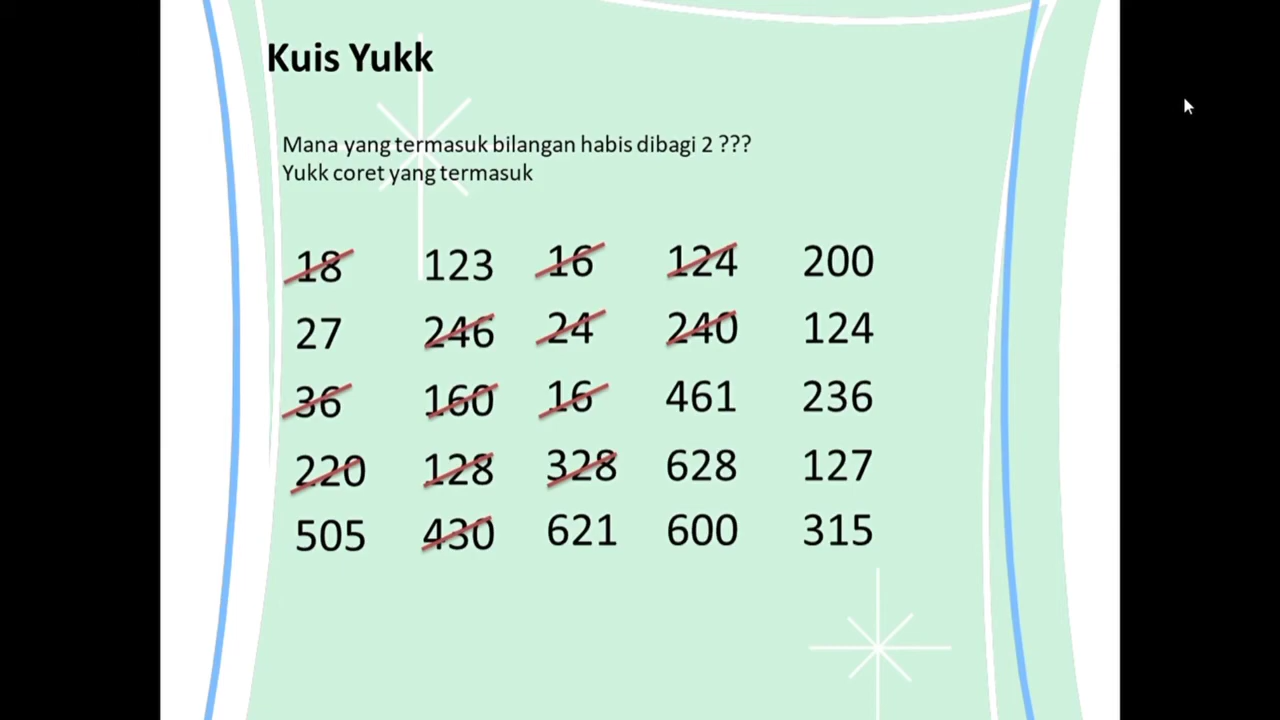 Kuis Yukk
Mana yang termasuk bilangan habis dibagi 2 ???
Yukk coret yang termasuk
18 123 16 124 200
27 246 24 240 124
36 160 16 461 236
220 128 328 628 127
505 430 621 600 315